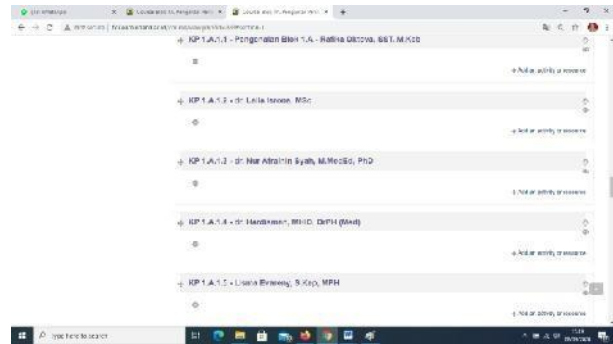 KP 1.A.1.1 - Pengenalan Blok 1.A - Rafika Oktova, SST, M.Keb
+ Add an activity or resource
KP 1.A.1.2 - dr. Laila Isrona, MSc
+ Add an activity or resource
KP 1.A.1.3 - dr. Nur Afrainin Syah, M.MedEd, PhD
+ Add an activity or resource
KP 1.A.1.4 - dr. Hardisman, MHID, DrPH (Med)
+ Add an activity or resource
KP 1.A.1.5 - Lisma Evareny, S.Kep, MPH
+ Add an activity or resource
Type here to search